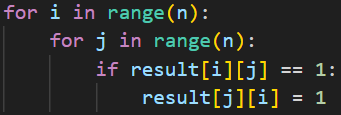 for i in range(n):
    for j in range(n):
        if result[i][j] == 1:
            result[j][i] = 1